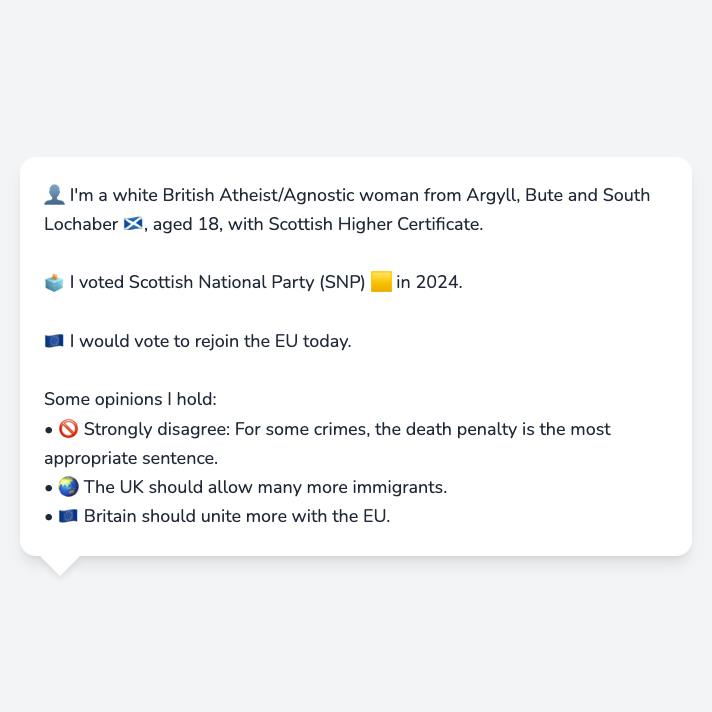 👤 I'm a white British Atheist/Agnostic woman from Argyll, Bute and South
Lochaber 🏴󠁧󠁢󠁳󠁣󠁴󠁿, aged 18, with Scottish Higher Certificate.
🗳️ I voted Scottish National Party (SNP) 🟨 in 2024.
🇪🇺 I would vote to rejoin the EU today.
Some opinions I hold:
• 🚫 Strongly disagree: For some crimes, the death penalty is the most
appropriate sentence.
• 🌏 The UK should allow many more immigrants.
• 🇪🇺 Britain should unite more with the EU.